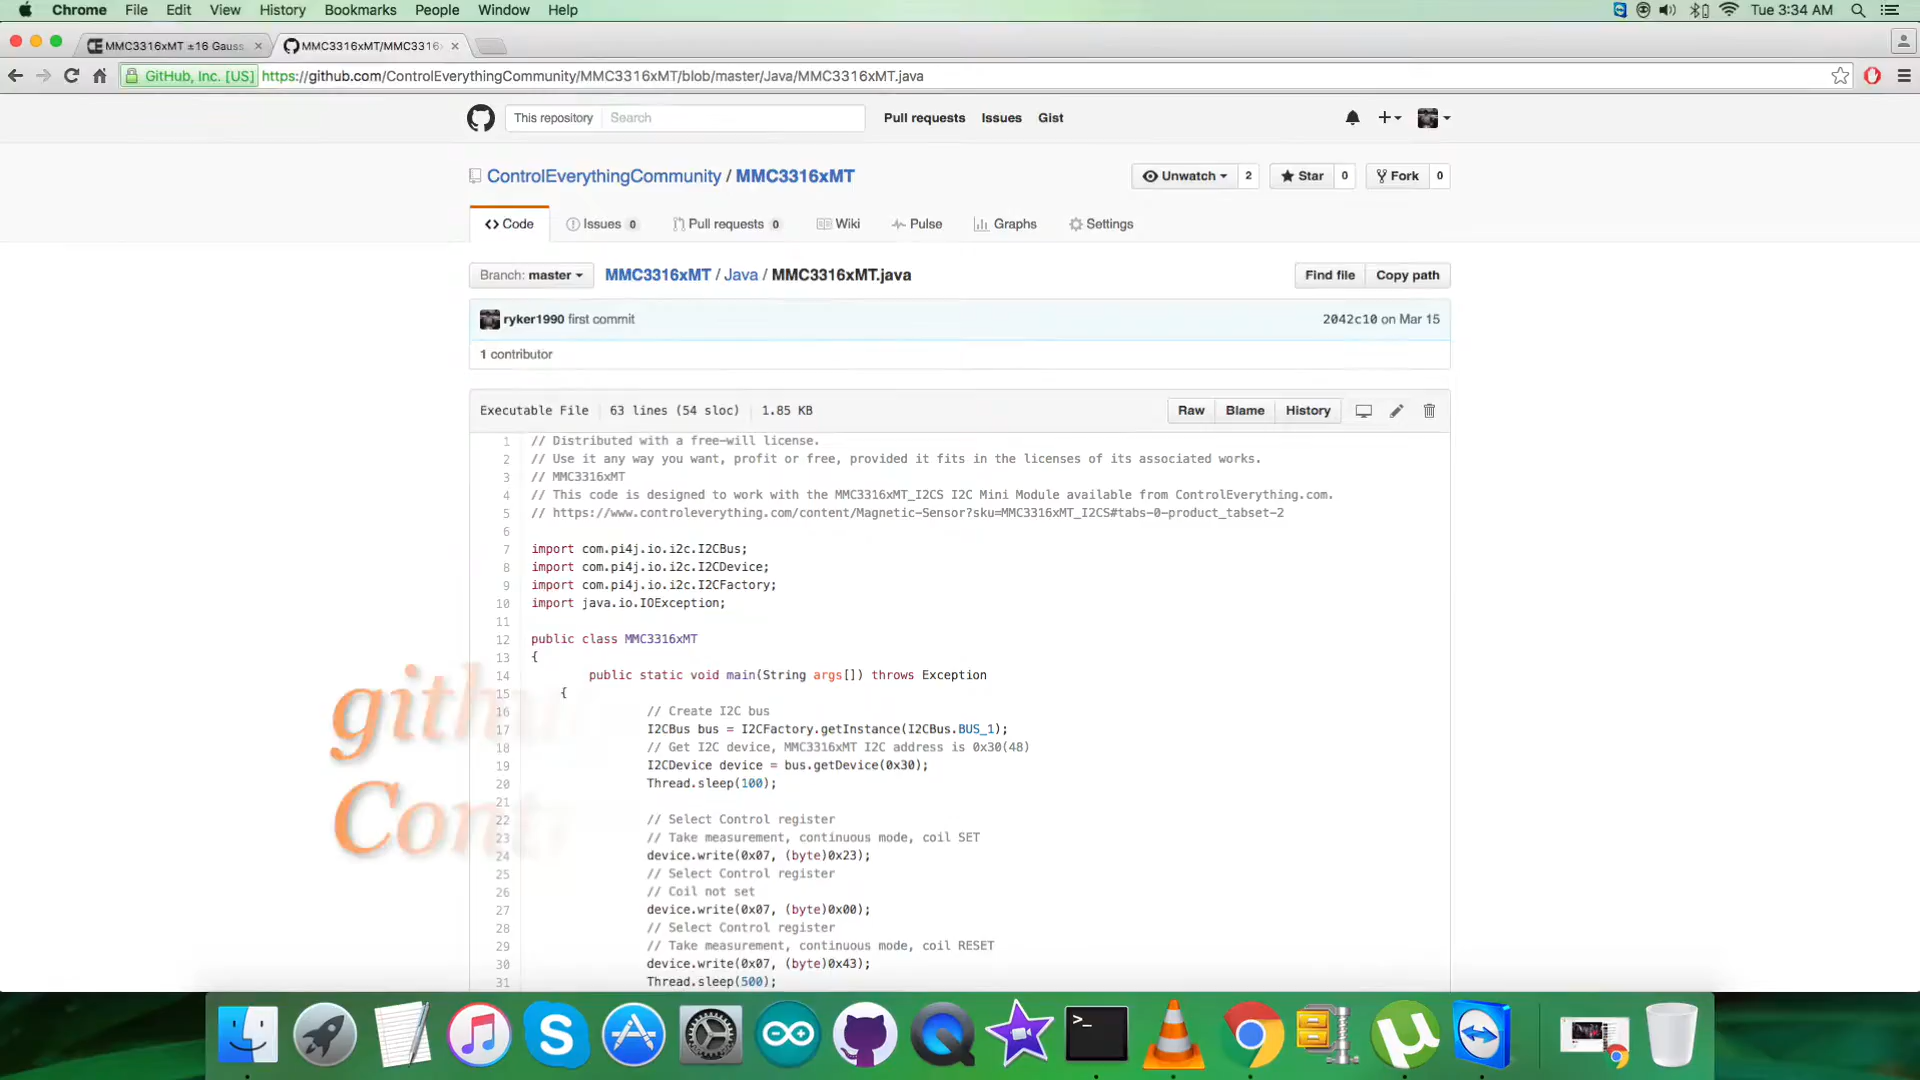 Chrome File Edit View History Bookmarks People Window Help Tue 3:34 AM
MMC3316xMT ±16 Gauss MMC3316xMT/MMC3316
GitHub, Inc. [US] https://github.com/ControlEverythingCommunity/MMC3316xMT/blob/master/Java/MMC3316xMT.java
This repository Search Pull requests Issues Gist
ControlEverythingCommunity / MMC3316xMT Unwatch 2 Star 0 Fork 0
Code Issues 0 Pull requests 0 Wiki Pulse Graphs Settings
Branch: master MMC3316xMT / Java / MMC3316xMT.java Find file Copy path
ryker1990 first commit 2042c10 on Mar 15
1 contributor
Executable File 63 lines (54 sloc) 1.85 KB Raw Blame History
1 // Distributed with a free-will license.
2 // Use it any way you want, profit or free, provided it fits in the licenses of its associated works.
3 // MMC3316xMT
4 // This code is designed to work with the MMC3316xMT_I2CS I2C Mini Module available from ControlEverything.com.
5 // https://www.controleverything.com/content/Magnetic-Sensor?sku=MMC3316xMT_I2CS#tabs-0-product_tabset-2
6
7 import com.pi4j.io.i2c.I2CBus;
8 import com.pi4j.io.i2c.I2CDevice;
9 import com.pi4j.io.i2c.I2CFactory;
10 import java.io.IOException;
11
12 public class MMC3316xMT
13 {
14 public static void main(String args[]) throws Exception
15 {
16 // Create I2C bus
17 I2CBus bus = I2CFactory.getInstance(I2CBus.BUS_1);
18 // Get I2C device, MMC3316xMT I2C address is 0x30(48)
19 I2CDevice device = bus.getDevice(0x30);
20 Thread.sleep(100);
21
22 // Select Control register
23 // Take measurement, continuous mode, coil SET
24 device.write(0x07, (byte)0x23);
25 // Select Control register
26 // Coil not set
27 device.write(0x07, (byte)0x00);
28 // Select Control register
29 // Take measurement, continuous mode, coil RESET
30 device.write(0x07, (byte)0x43);
31 Thread.sleep(500);
gith
Cont